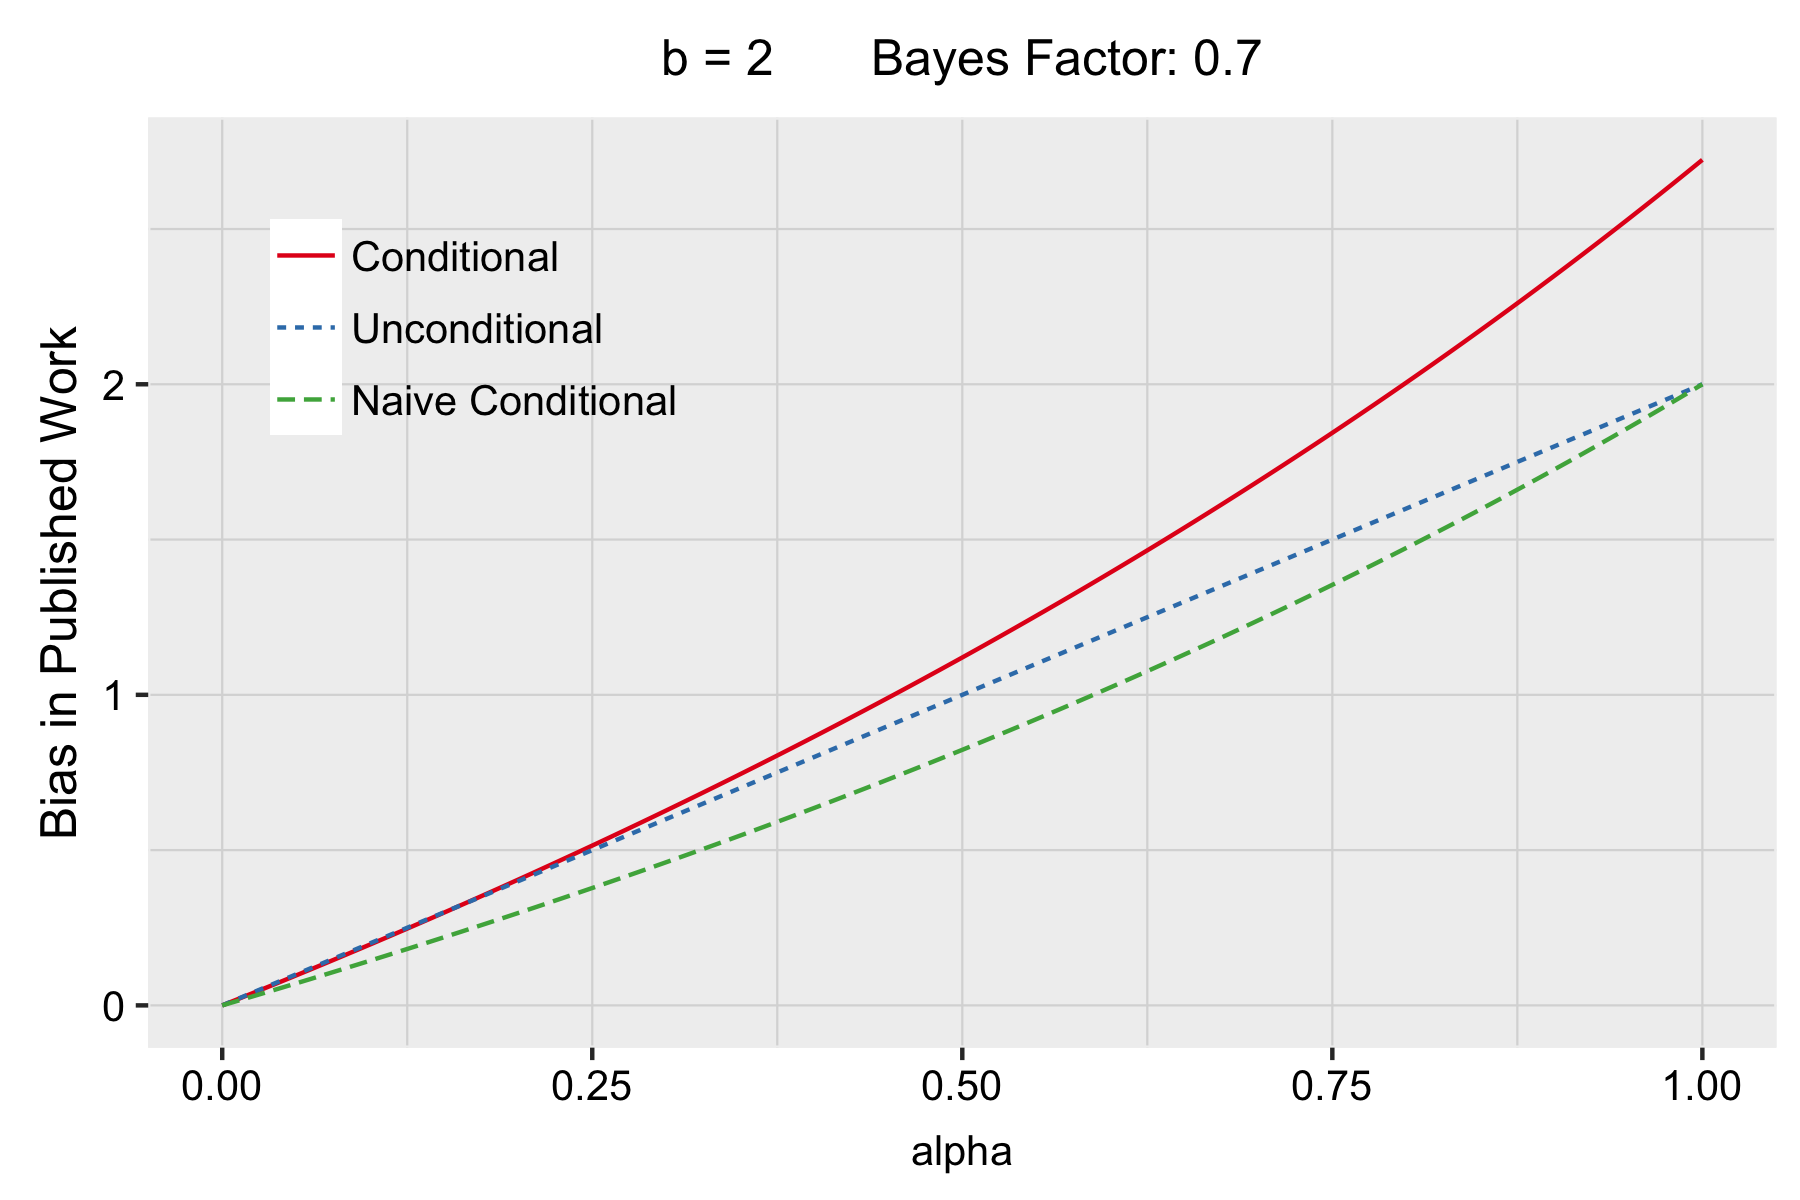 b = 2 Bayes Factor: 0.7
Conditional
Unconditional
Naive Conditional
Bias in Published Work
2
1
0
0.00 0.25 0.50 0.75 1.00
alpha